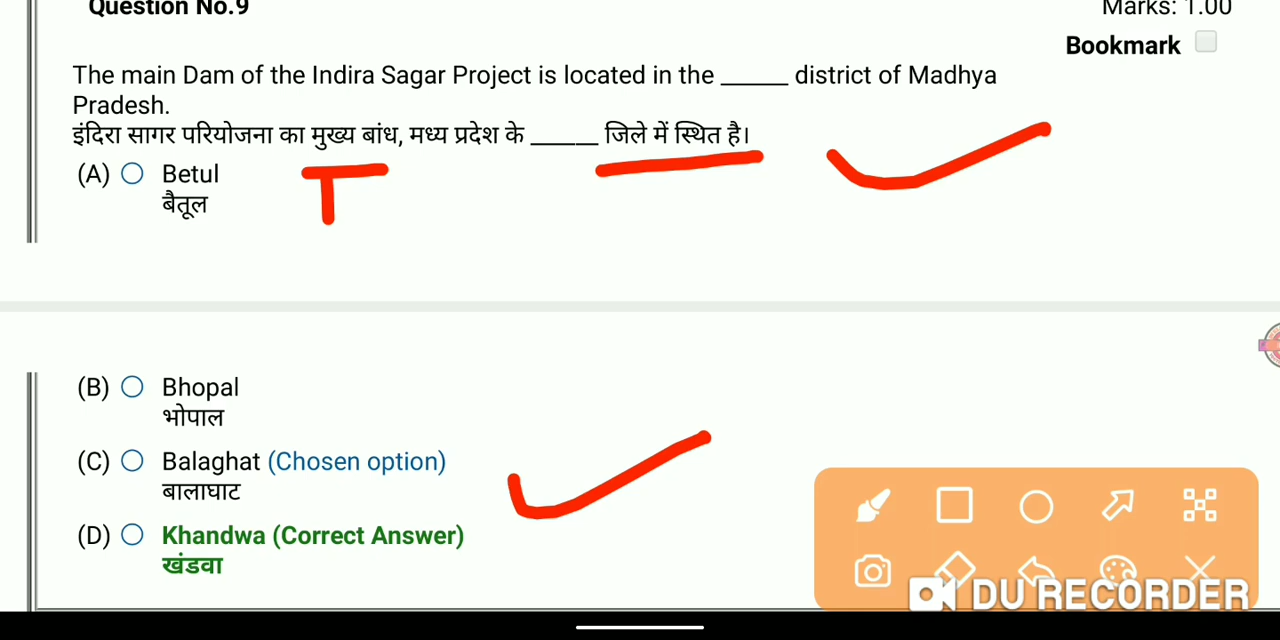 Question No.9
Marks: 1.00
Bookmark
The main Dam of the Indira Sagar Project is located in the ______ district of Madhya
Pradesh.
इंदिरा सागर परियोजना का मुख्य बांध, मध्य प्रदेश के ______ जिले में स्थित है।
(A) Betul
बैतूल
(B) Bhopal
भोपाल
(C) Balaghat (Chosen option)
बालाघाट
(D) Khandwa (Correct Answer)
खंडवा
DU RECORDER